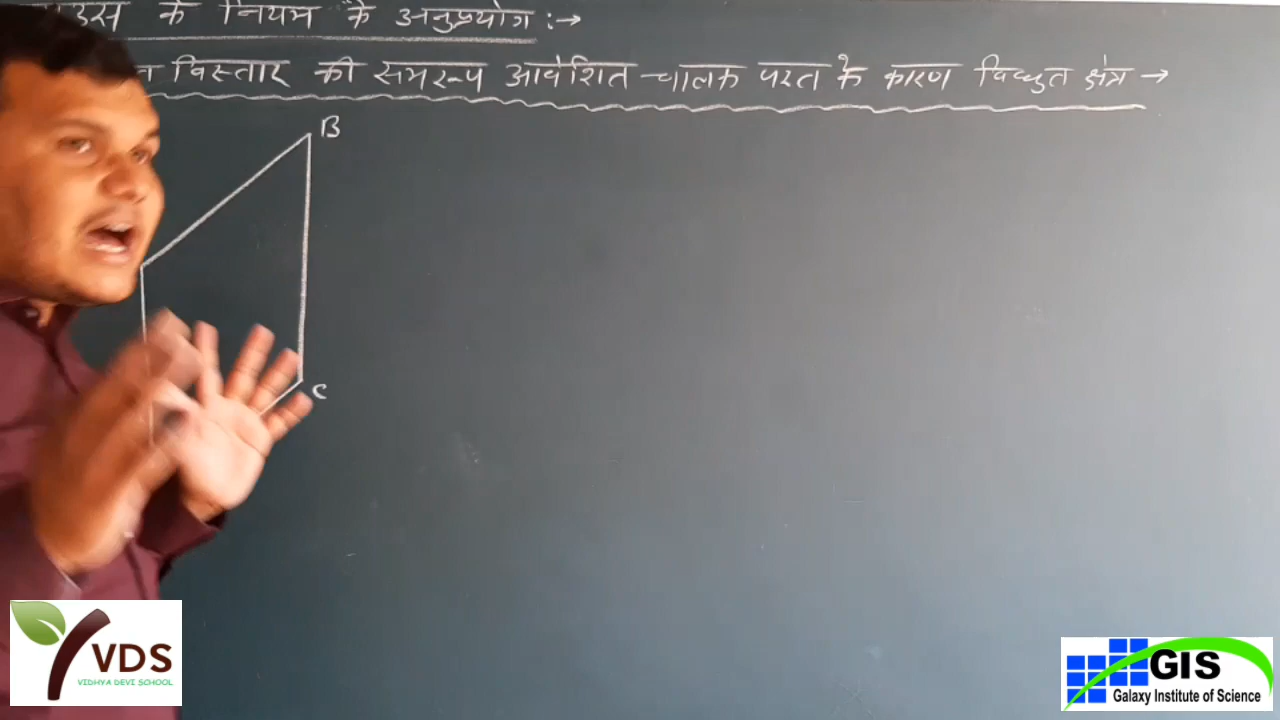 के नियम के अनुप्रयोग :→
विस्तार की समरूप आवेशित चालक परत के कारण विध्युत क्षेत्र →
B
C
VDS
VIDHYA DEVI SCHOOL
GIS
Galaxy Institute of Science